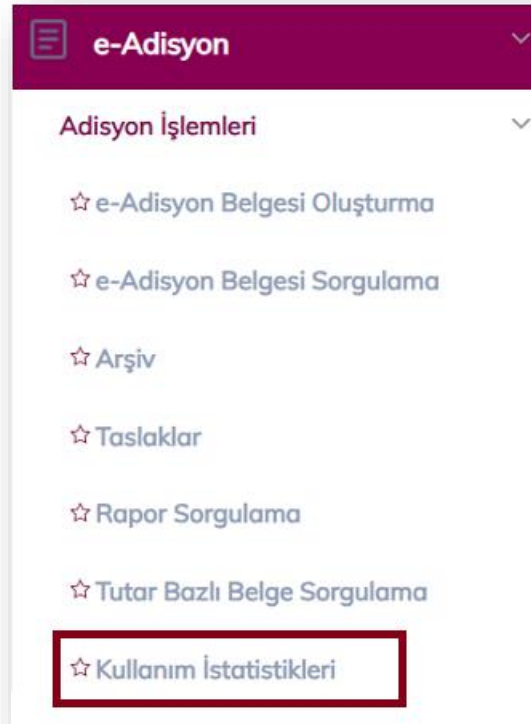 e-Adisyon
Adisyon İşlemleri
e-Adisyon Belgesi Oluşturma
e-Adisyon Belgesi Sorgulama
Arşiv
Taslaklar
Rapor Sorgulama
Tutar Bazlı Belge Sorgulama
Kullanım İstatistikleri